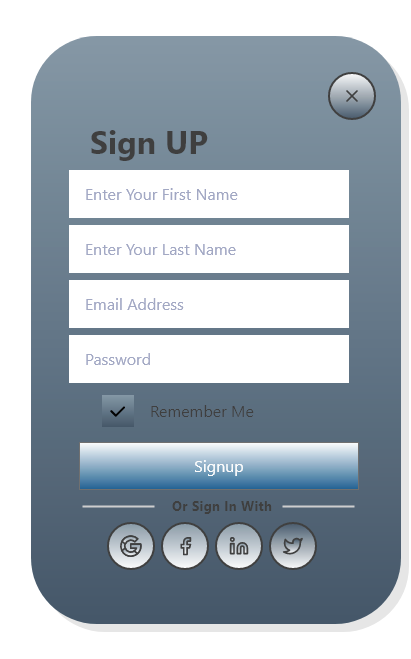 Sign UP
Enter Your First Name
Enter Your Last Name
Email Address
Password
Remember Me
Signup
Or Sign In With